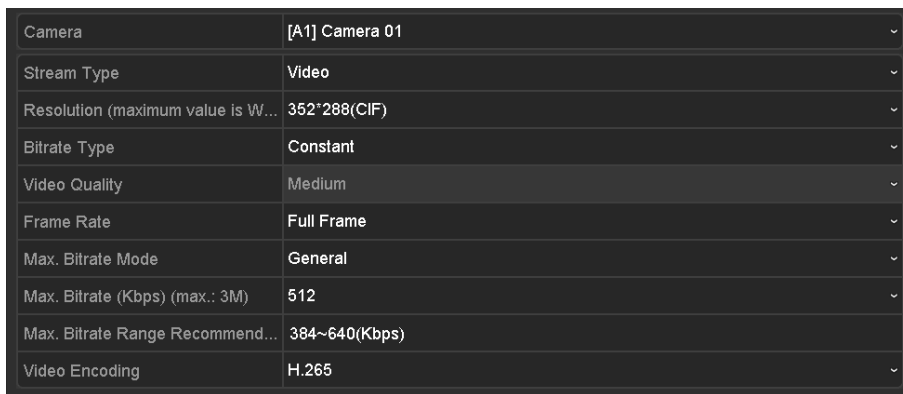 Camera [A1] Camera 01
Stream Type Video
Resolution (maximum value is W... 352*288(CIF)
Bitrate Type Constant
Video Quality Medium
Frame Rate Full Frame
Max. Bitrate Mode General
Max. Bitrate (Kbps) (max.: 3M) 512
Max. Bitrate Range Recommend... 384~640(Kbps)
Video Encoding H.265